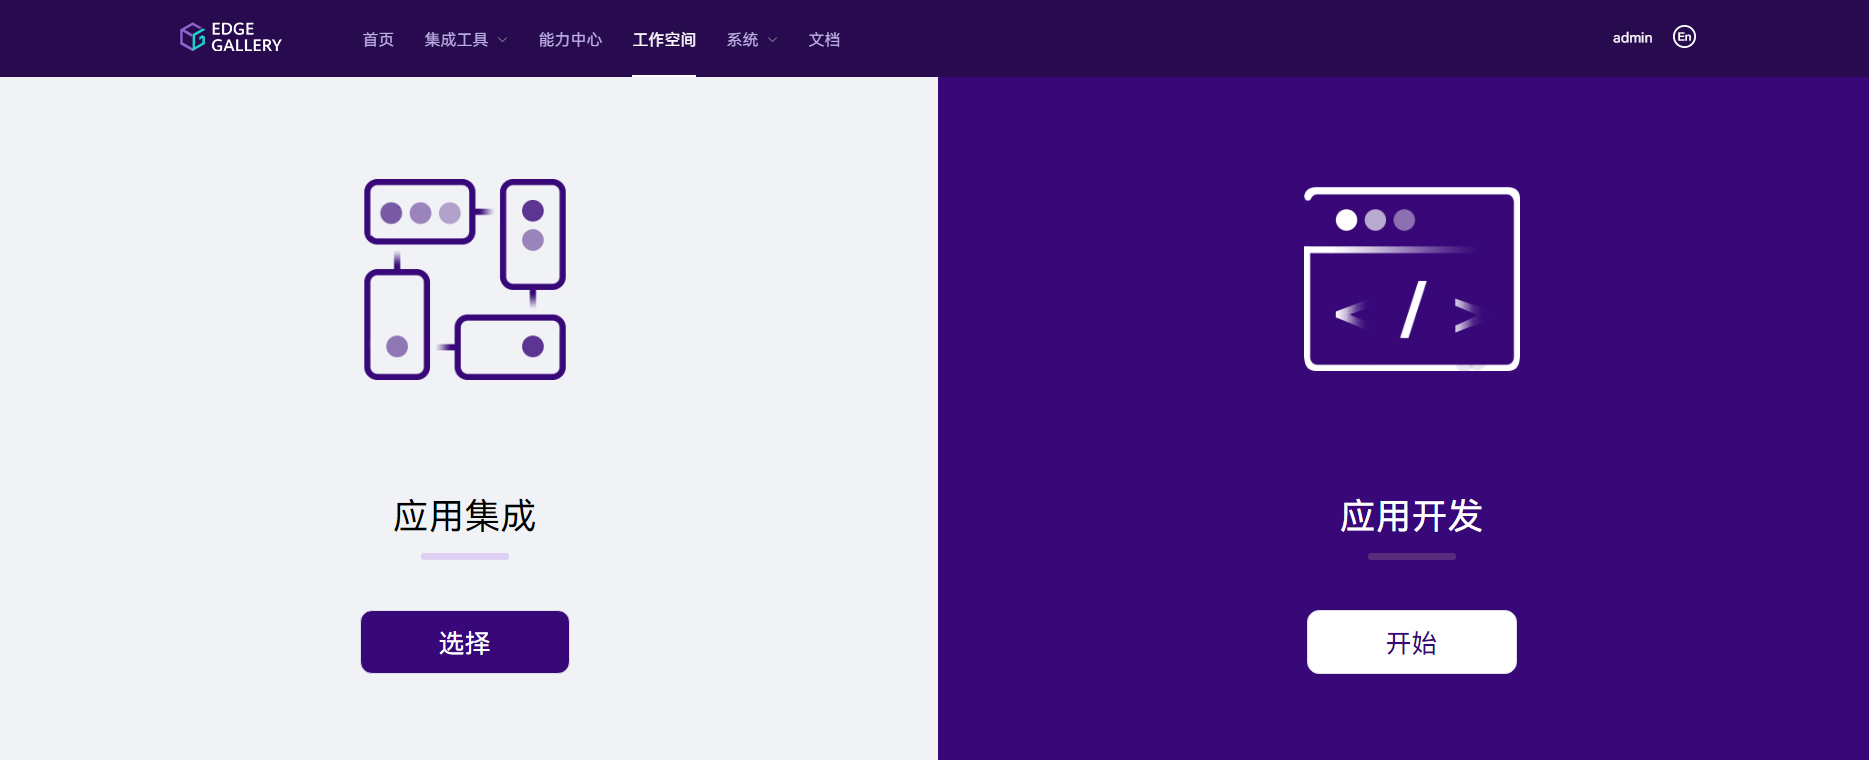 EDGE
GALLERY
首页 集成工具 能力中心 工作空间 系统 文档 admin En
应用集成
选择
</>
应用开发
开始